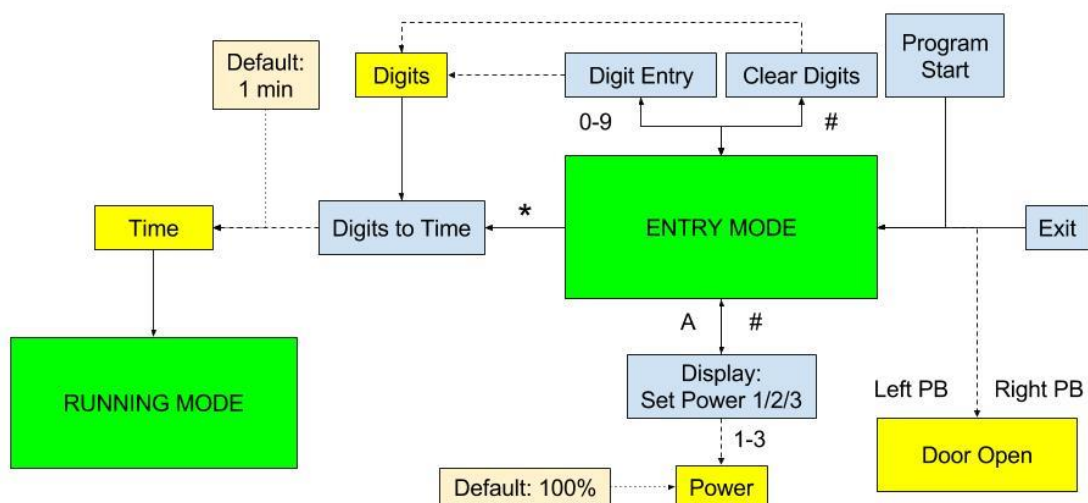 Default:
1 min
Digits
Digit Entry
Clear Digits
Program
Start
0-9
#
Time
Digits to Time
*
ENTRY MODE
Exit
A
#
RUNNING MODE
Display:
Set Power 1/2/3
Left PB
Right PB
1-3
Door Open
Default: 100%
Power